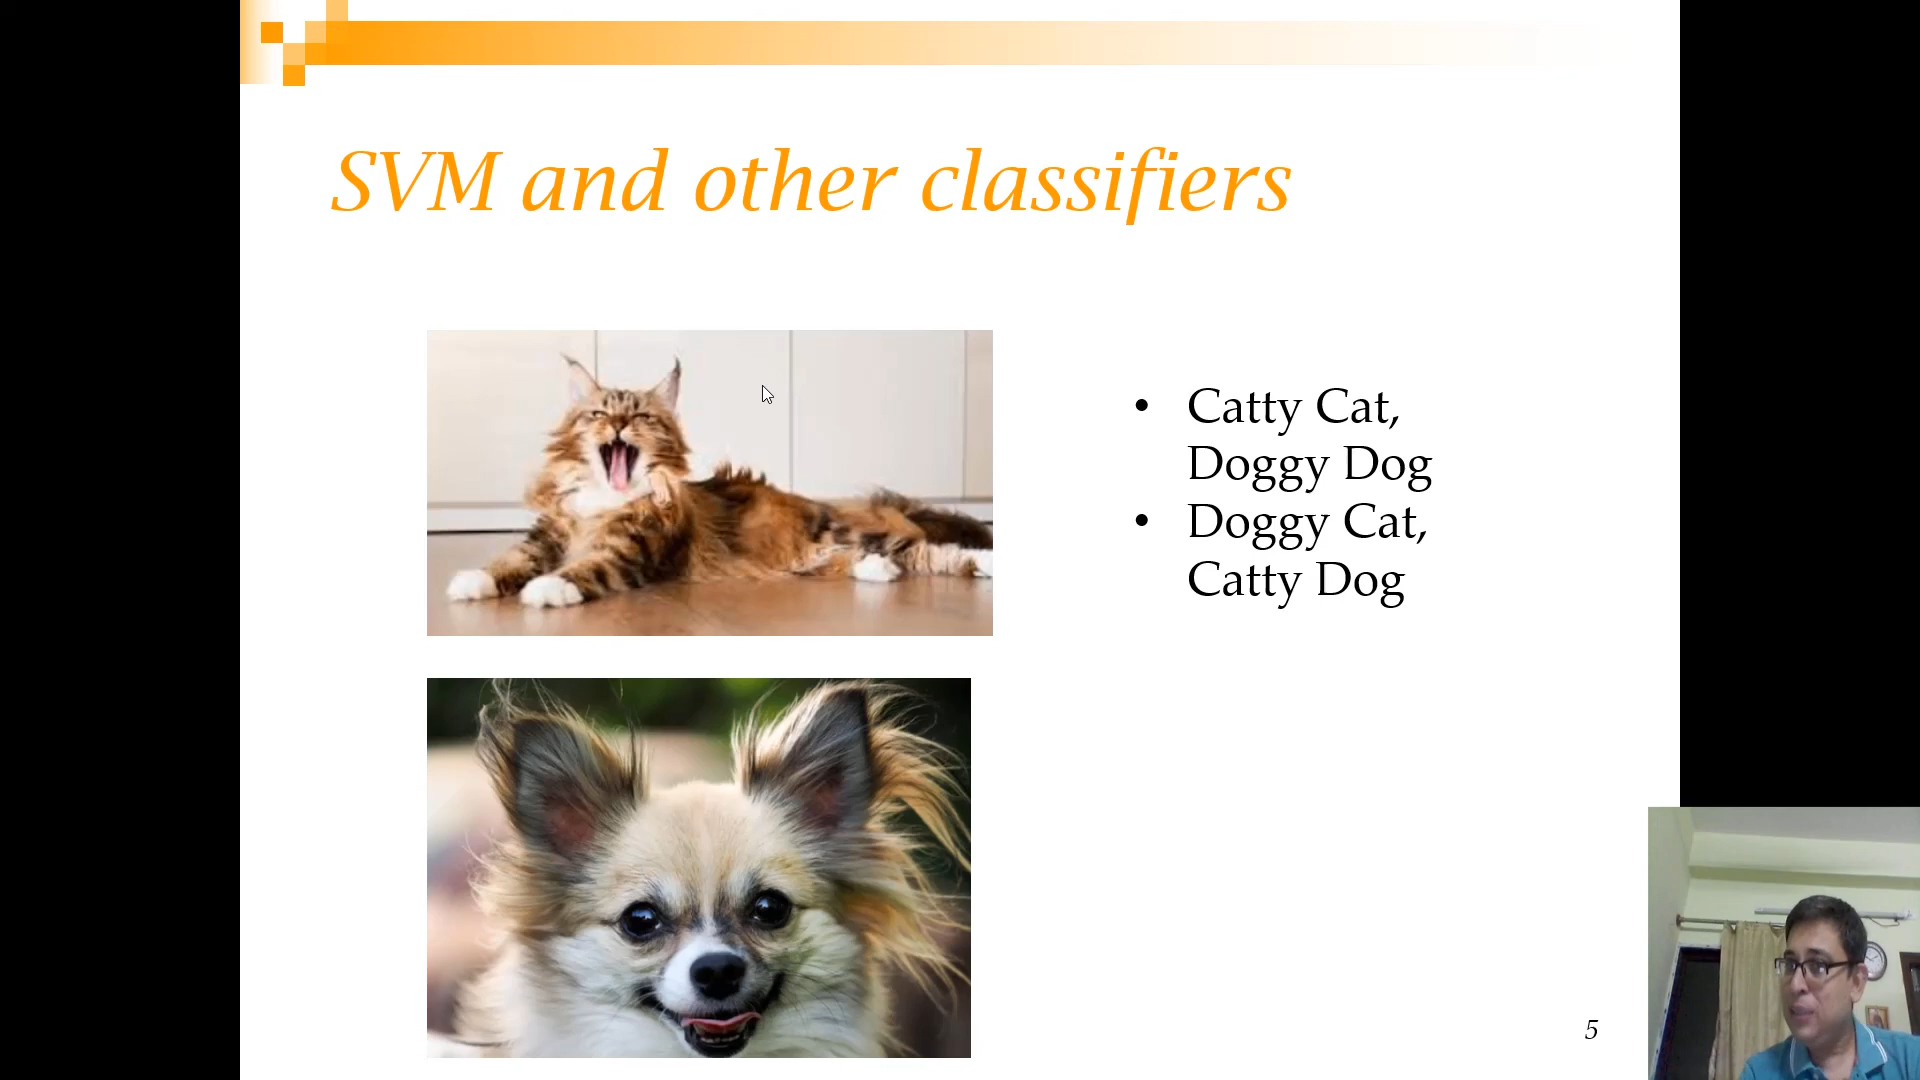 SVM and other classifiers
• Catty Cat,
Doggy Dog
• Doggy Cat,
Catty Dog
5